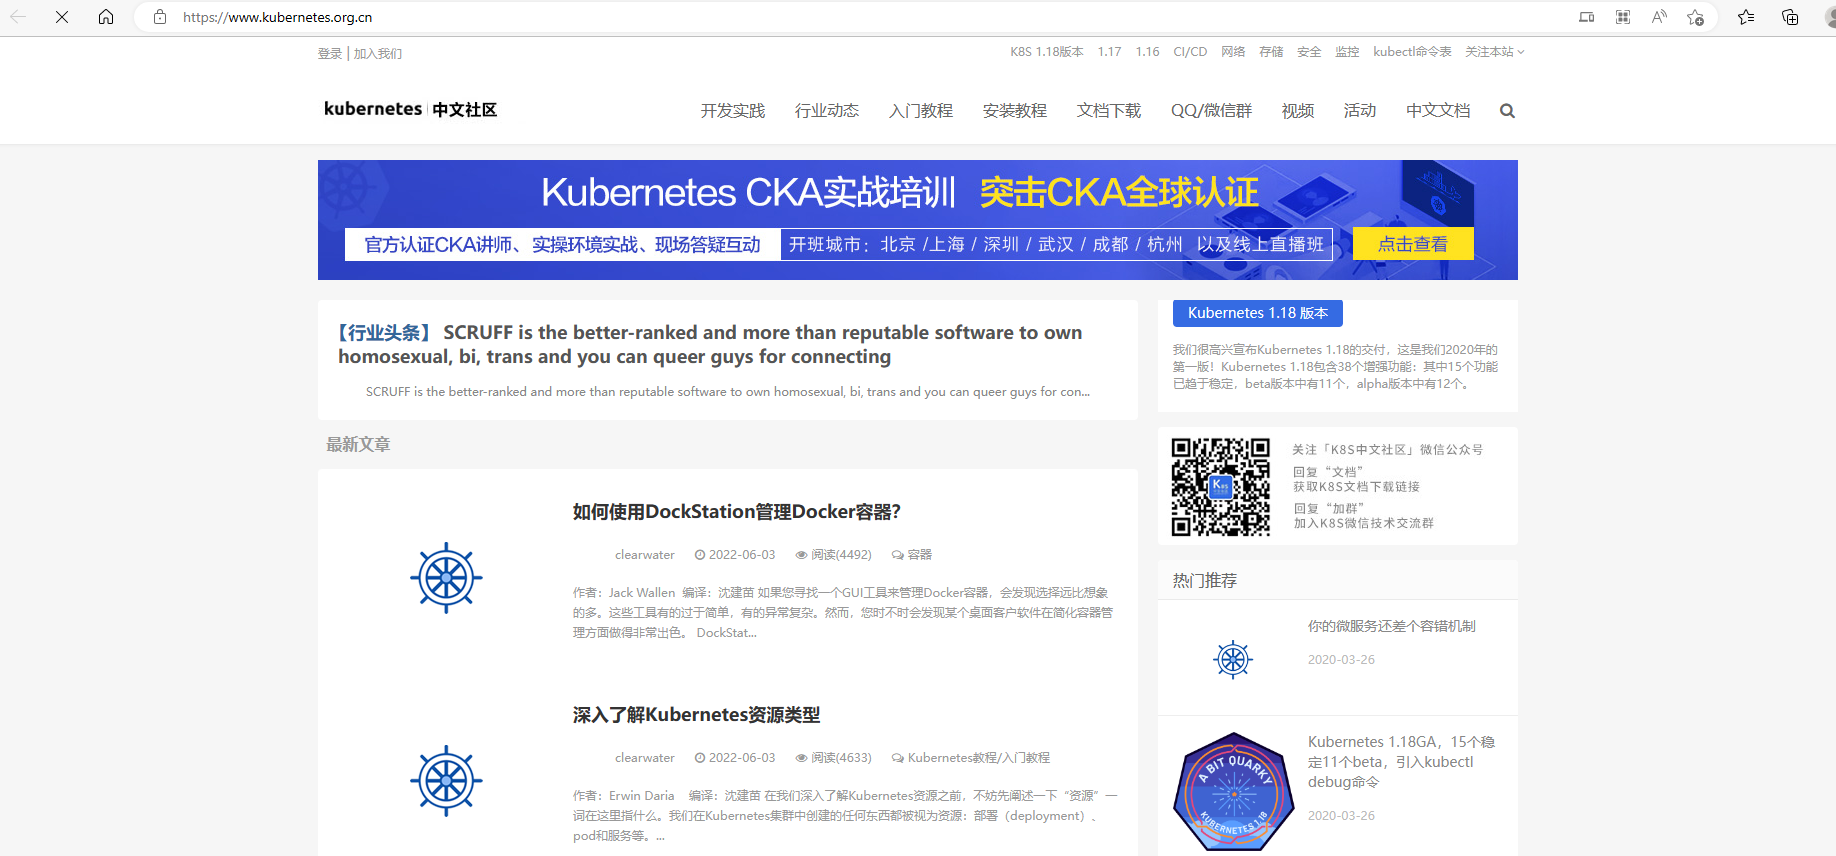 https://www.kubernetes.org.cn
登录 | 加入我们
K8S 1.18版本 1.17 1.16 CI/CD 网络 存储 安全 监控 kubectl命令表 关注本站
kubernetes 中文社区
开发实践 行业动态 入门教程 安装教程 文档下载 QQ/微信群 视频 活动 中文文档
Kubernetes CKA实战培训 突击CKA全球认证
官方认证CKA讲师、实操环境实战、现场答疑互动 开班城市：北京 /上海 / 深圳 / 武汉 / 成都 / 杭州 以及线上直播班 点击查看
【行业头条】 SCRUFF is the better-ranked and more than reputable software to own
homosexual, bi, trans and you can queer guys for connecting
SCRUFF is the better-ranked and more than reputable software to own homosexual, bi, trans and you can queer guys for con...
最新文章
如何使用DockStation管理Docker容器？
clearwater 2022-06-03 阅读(4492) 容器
作者：Jack Wallen 编译：沈建苗 如果您寻找一个GUI工具来管理Docker容器，会发现选择远比想象
的多。这些工具有的过于简单，有的异常复杂。然而，您时不时会发现某个桌面客户软件在简化容器管
理方面做得非常出色。 DockStat...
深入了解Kubernetes资源类型
clearwater 2022-06-03 阅读(4633) Kubernetes教程/入门教程
作者：Erwin Daria 编译：沈建苗 在我们深入了解Kubernetes资源之前，不妨先阐述一下“资源”一
词在这里指什么。我们在Kubernetes集群中创建的任何东西都被视为资源：部署（deployment）、
pod和服务等。...
Kubernetes 1.18 版本
我们很高兴宣布Kubernetes 1.18的交付，这是我们2020年的
第一版！Kubernetes 1.18包含38个增强功能：其中15个功能
已趋于稳定，beta版本中有11个，alpha版本中有12个。
K8S
关注「K8S中文社区」微信公众号
回复“文档”
获取K8S文档下载链接
回复“加群”
加入K8S微信技术交流群
热门推荐
你的微服务还差个容错机制
2020-03-26
A BIT QUARKY
KUBERNETES 1.18
Kubernetes 1.18GA，15个稳
定11个beta，引入kubectl
debug命令
2020-03-26